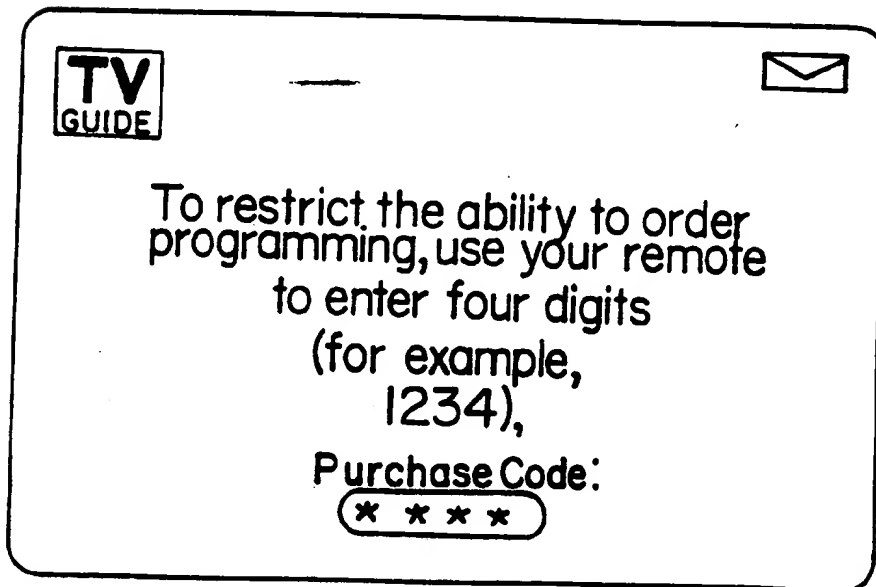 TV
GUIDE
To restrict the ability to order
programming, use your remote
to enter four digits
(for example,
1234),
Purchase Code:
* * * *